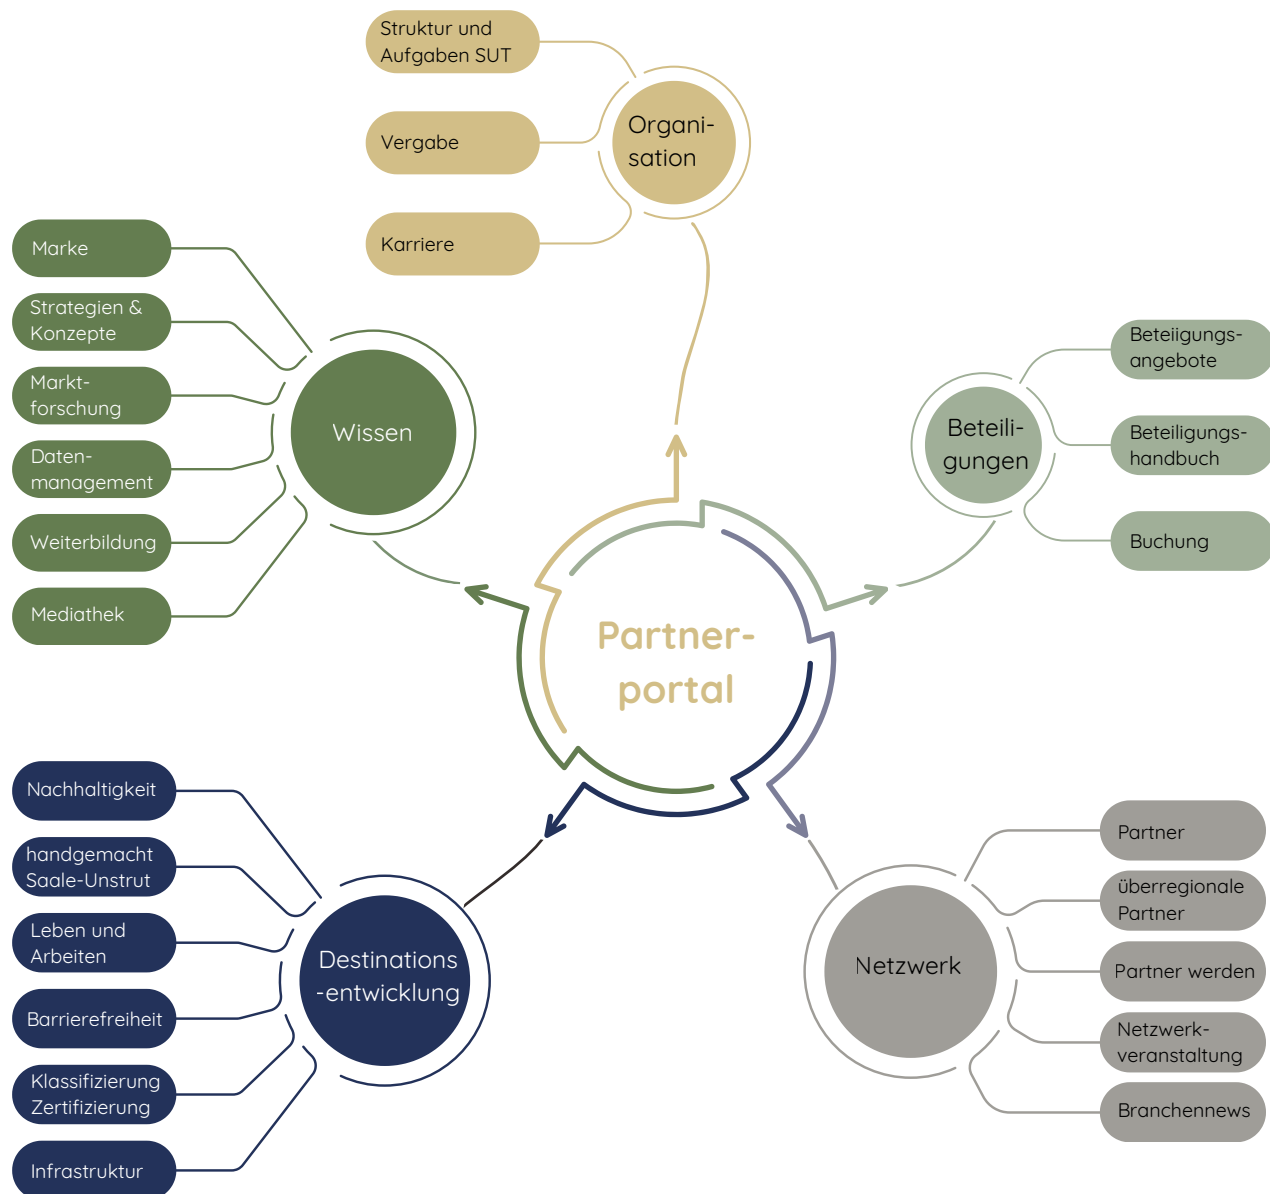 Struktur und
Aufgaben SUT
Vergabe
Karriere
Organi-
sation
Marke
Strategien &
Konzepte
Markt-
forschung
Daten-
management
Weiterbildung
Mediathek
Wissen
Beteili-
gungen
Beteiigungs-
angebote
Beteiligungs-
handbuch
Buchung
Partner-
portal
Nachhaltigkeit
handgemacht
Saale-Unstrut
Leben und
Arbeiten
Barrierefreiheit
Klassifizierung
Zertifizierung
Infrastruktur
Destinations
-entwicklung
Netzwerk
Partner
überregionale
Partner
Partner werden
Netzwerk-
veranstaltung
Branchennews